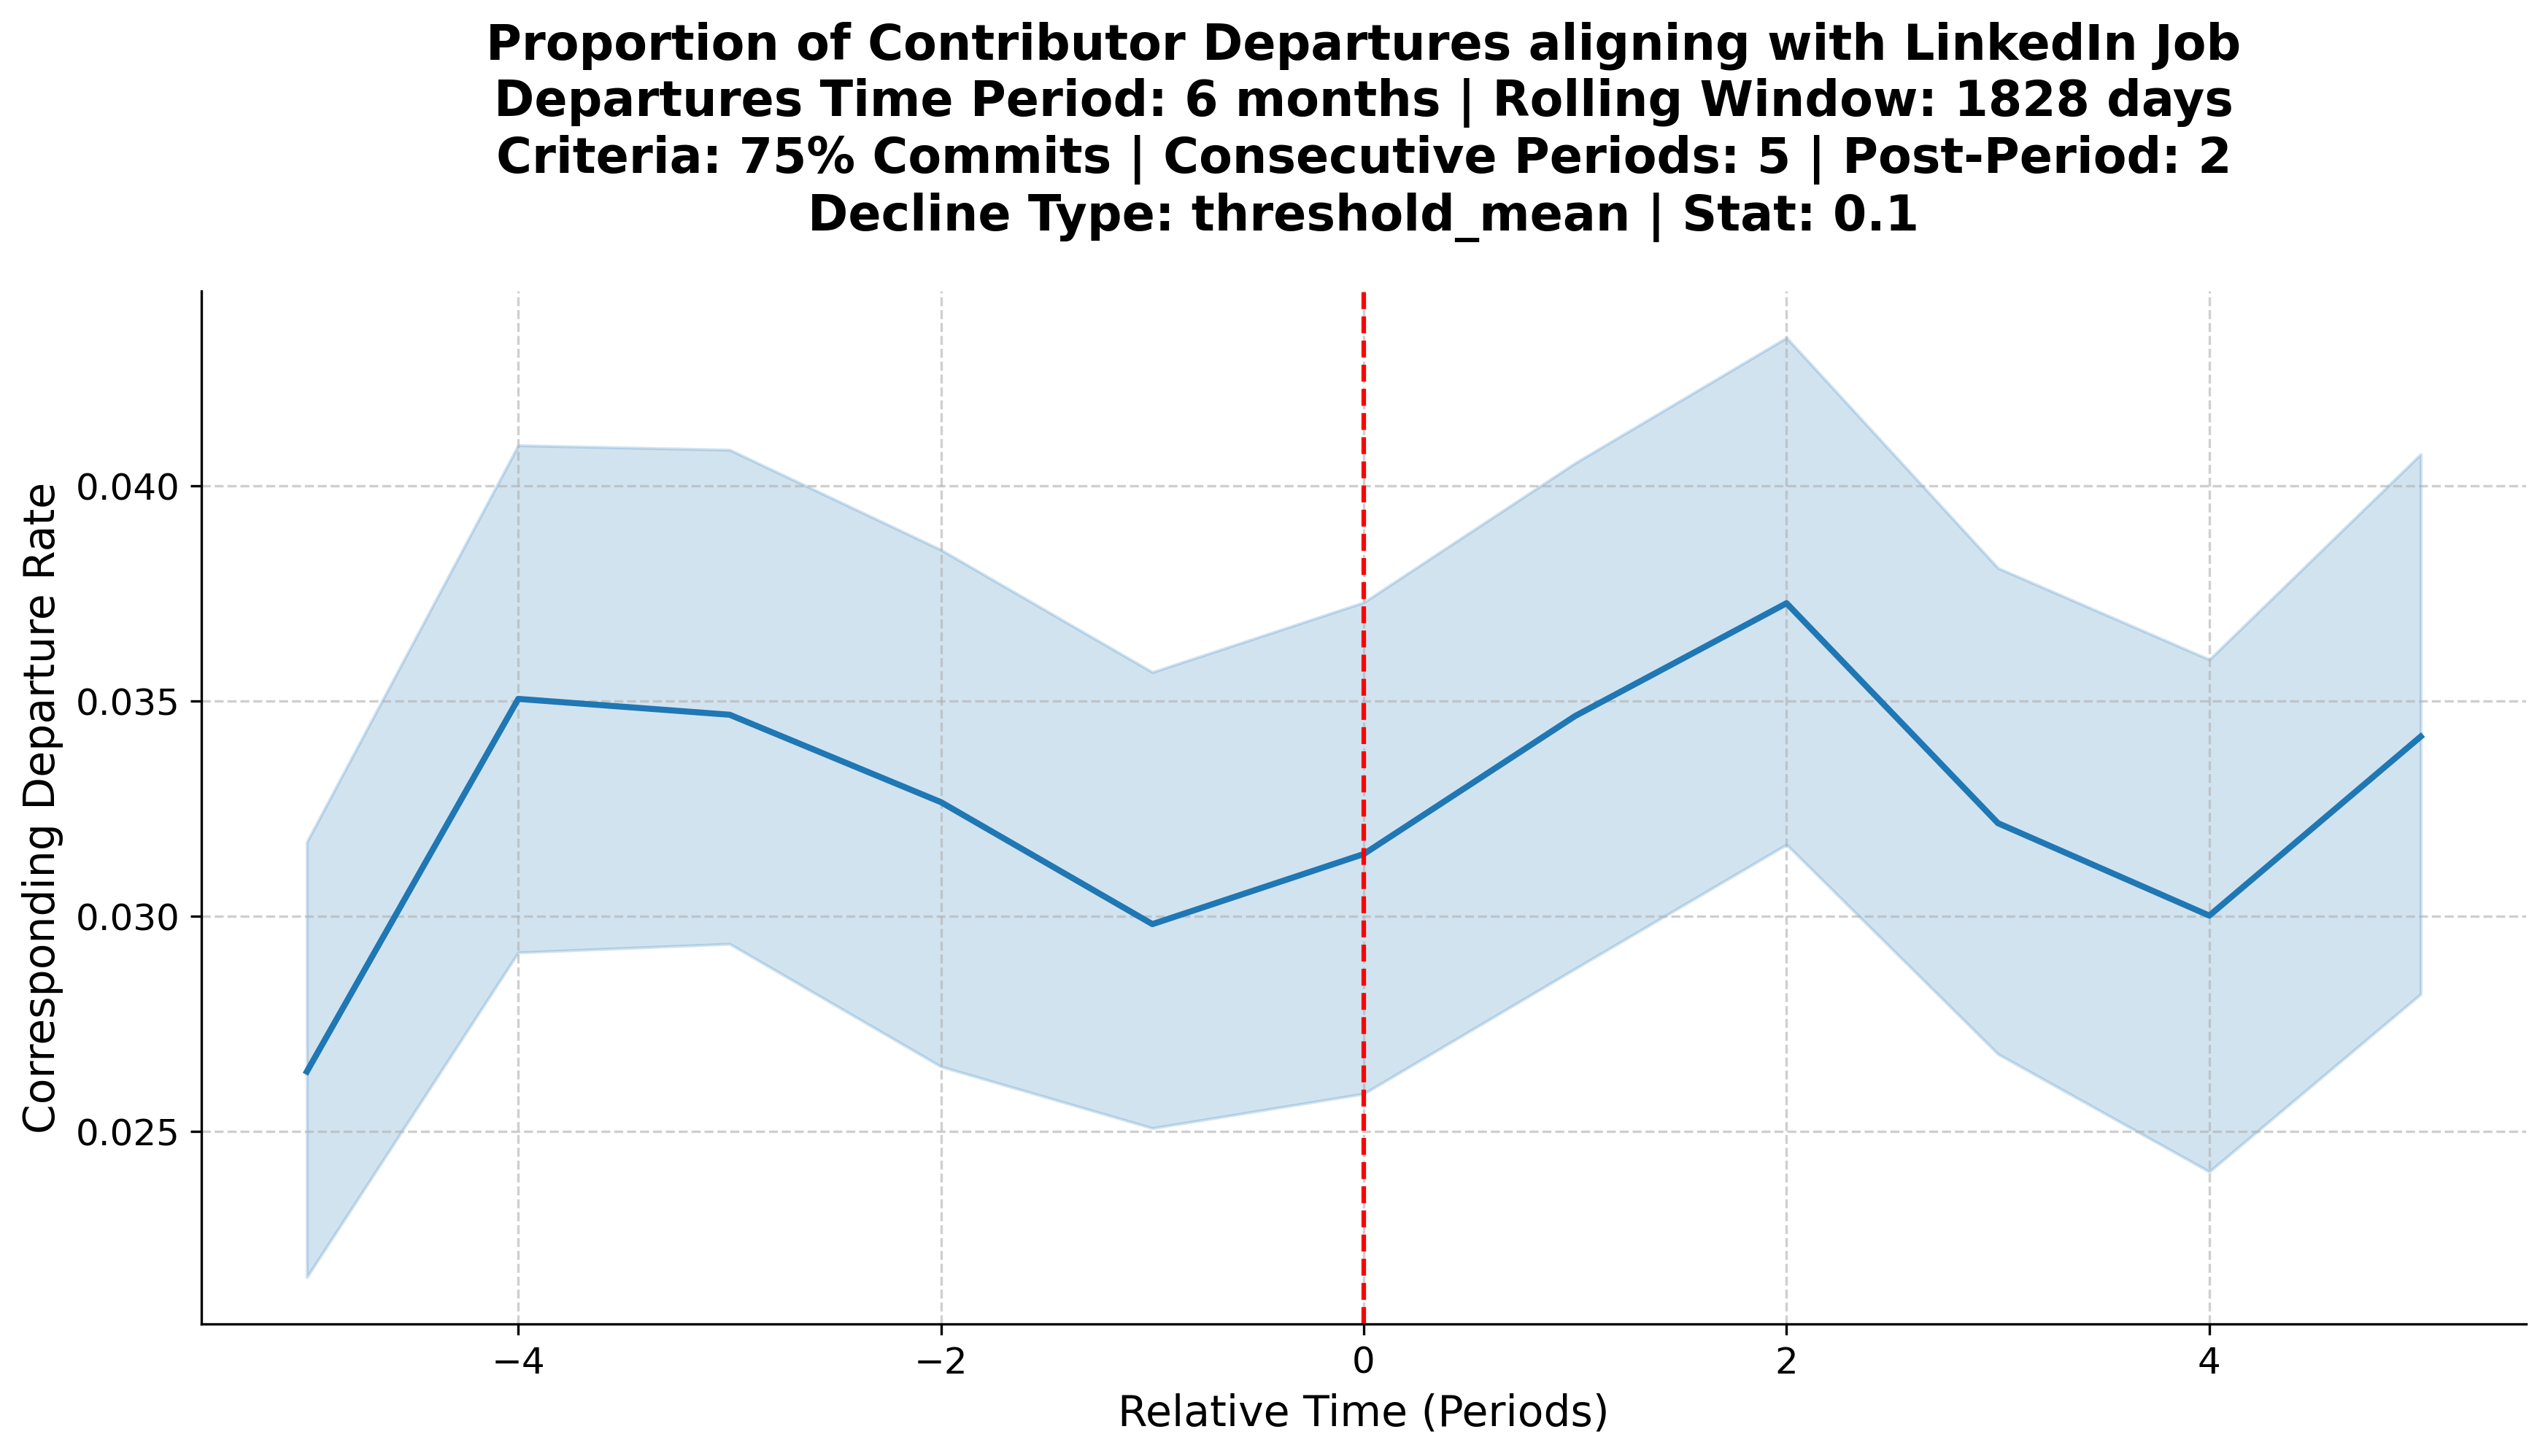 Proportion of Contributor Departures aligning with LinkedIn Job
Departures Time Period: 6 months | Rolling Window: 1828 days
Criteria: 75% Commits | Consecutive Periods: 5 | Post-Period: 2
Decline Type: threshold_mean | Stat: 0.1
Corresponding Departure Rate
0.040
0.035
0.030
0.025
−4
−2
0
2
4
Relative Time (Periods)